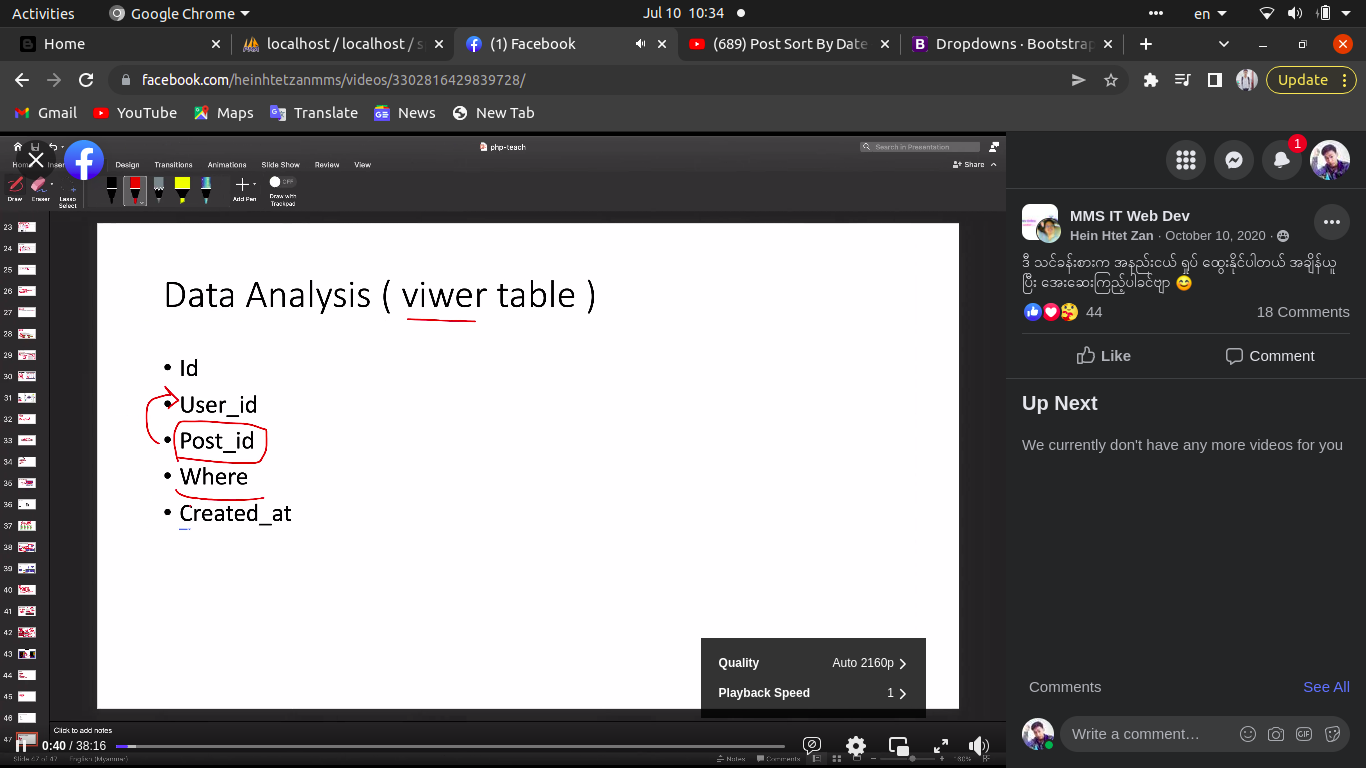 Activities
Google Chrome
Jul 10 10:34
en
Home
localhost / localhost / s
(1) Facebook
(689) Post Sort By Date
Dropdowns · Bootstrap
facebook.com/heinhtetzanmms/videos/3302816429839728/
Update
Gmail
YouTube
Maps
Translate
News
New Tab
php-teach
Search in Presentation
Design
Transitions
Animations
Slide Show
Review
View
Share
Draw
Eraser
Lasso
Select
Add Pen
OFF
Draw with
Trackpad
23
24
25
26
27
28
29
30
31
32
33
34
35
36
37
38
39
40
41
42
43
44
45
46
47
Data Analysis ( viwer table )
• Id
• User_id
• Post_id
• Where
• Created_at
Quality Auto 2160p
Playback Speed 1
Click to add notes
0:40 / 38:16
Slide 47 of 47 English (Myanmar)
Notes
Comments
160%
1
MMS IT Web Dev
Hein Htet Zan · October 10, 2020 ·
ဒီ သင်ခန်းစားက အနည်းငယ် ရှုပ် ထွေးနိုင်ပါတယ် အချိန်ယူ
ပြီး အေးဆေးကြည့်ပါခင်ဗျာ 😊
44
18 Comments
Like
Comment
Up Next
We currently don't have any more videos for you
Comments
See All
Write a comment…
GIF